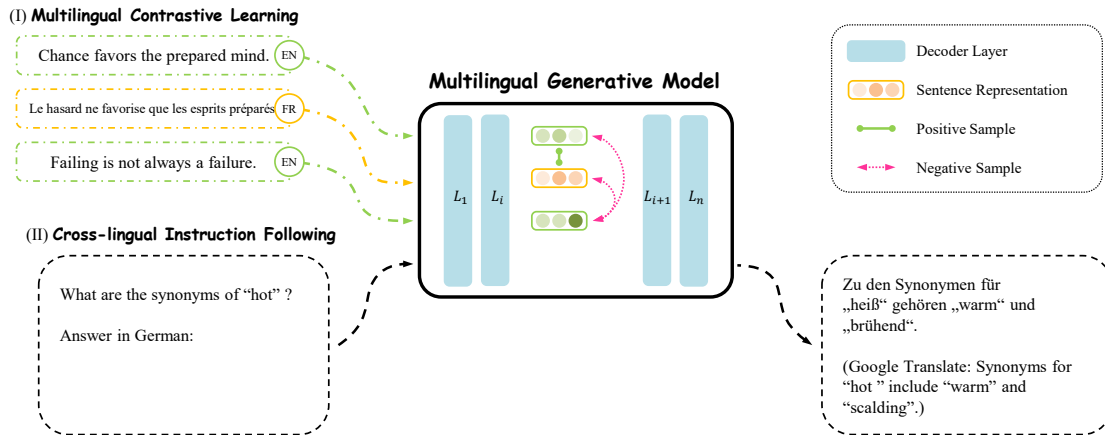 (I) Multilingual Contrastive Learning
Chance favors the prepared mind.
EN
Le hasard ne favorise que les esprits préparés
FR
Failing is not always a failure.
EN
(II) Cross-lingual Instruction Following
What are the synonyms of “hot” ?
Answer in German:
Multilingual Generative Model
L₁
Lᵢ
Lᵢ₊₁
Lₙ
Decoder Layer
Sentence Representation
Positive Sample
Negative Sample
Zu den Synonymen für
„heiß“ gehören „warm“ und
„brühend“.
(Google Translate: Synonyms for
“hot ” include “warm” and
“scalding”.)